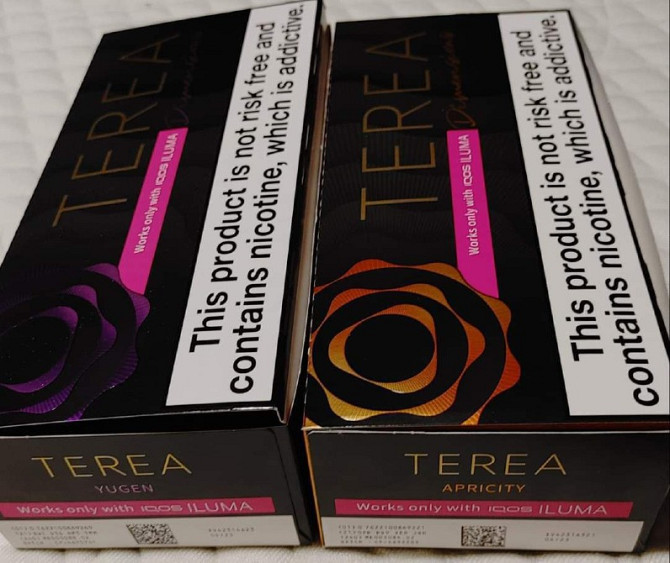 TEREA
Dimensions
Works only with IQOS ILUMA
This product is not risk free and
contains nicotine, which is addictive.
TEREA
YUGEN
Works only with IQOS ILUMA
TEREA
Dimensions
Works only with IQOS ILUMA
This product is not risk free and
contains nicotine, which is addictive.
TEREA
APRICITY
Works only with IQOS ILUMA